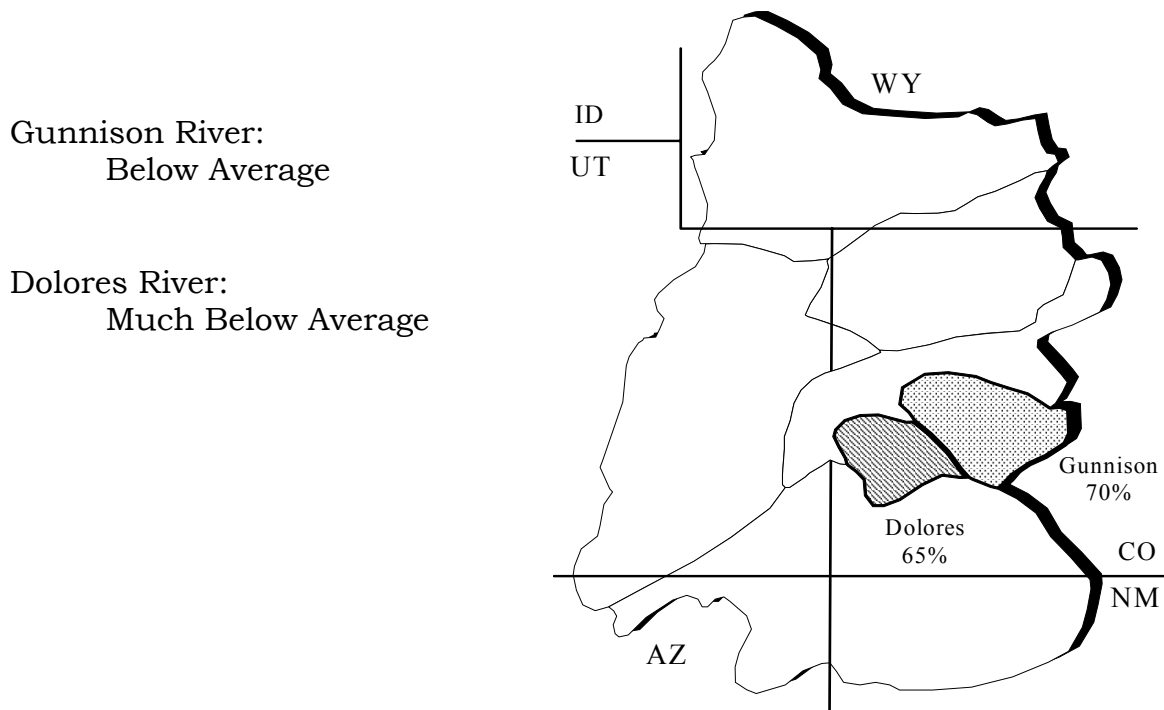 Gunnison River:
Below Average
Dolores River:
Much Below Average
WY
ID
UT
Gunnison
70%
Dolores
65%
CO
NM
AZ